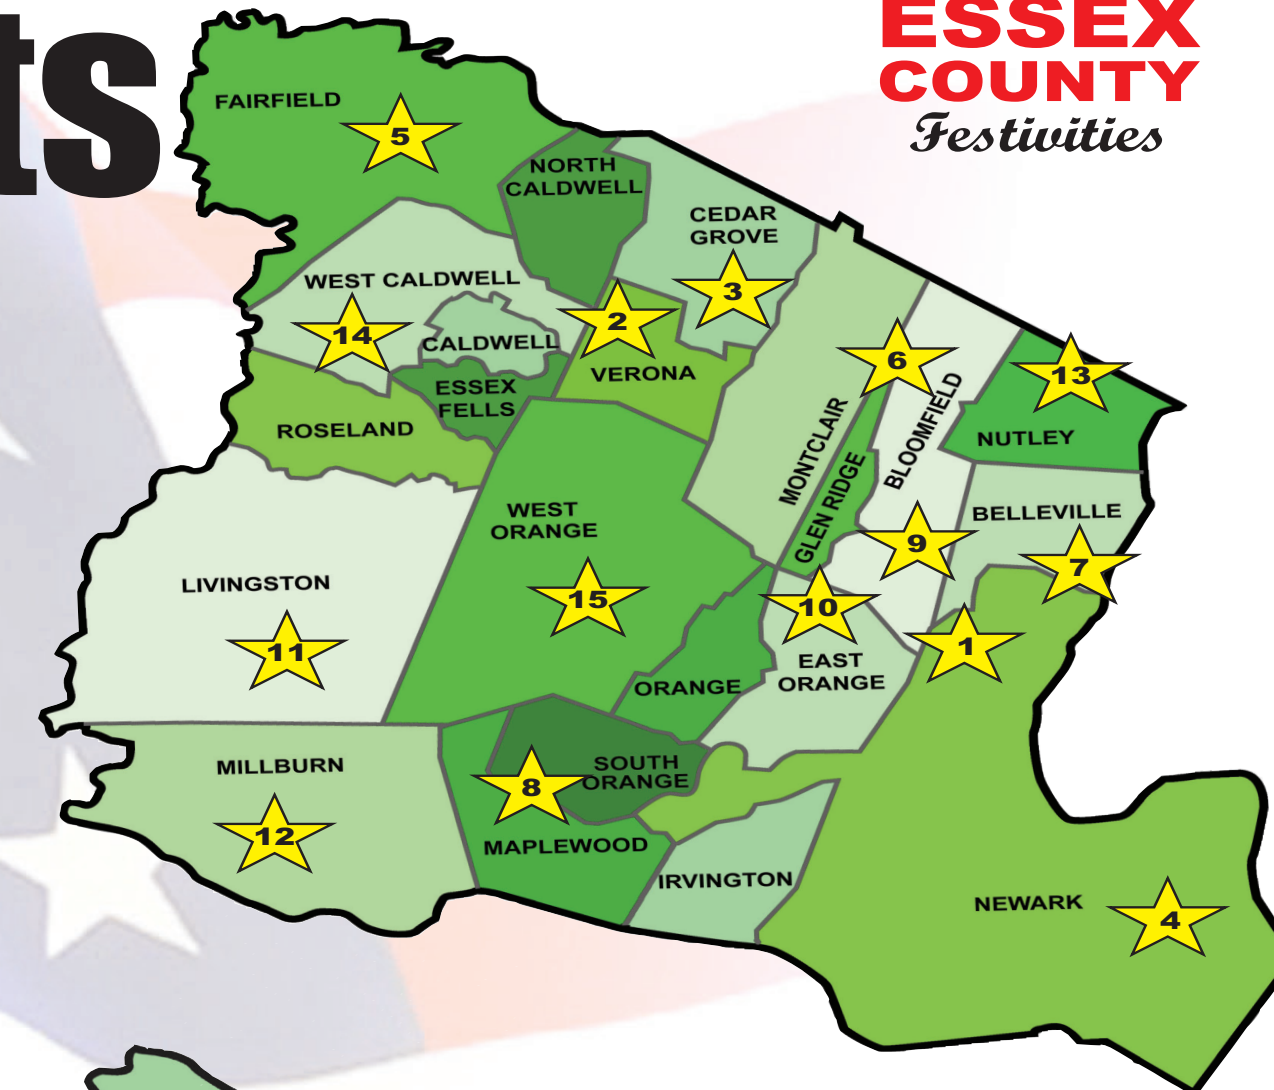 ts
ESSEX
COUNTY
Festivities
FAIRFIELD
5
NORTH
CALDWELL
CEDAR
GROVE
3
WEST CALDWELL
14
2
CALDWELL
VERONA
ESSEX
FELLS
ROSELAND
6
13
MONTCLAIR
GLEN RIDGE
BLOOMFIELD
NUTLEY
WEST
ORANGE
15
BELLEVILLE
9
7
LIVINGSTON
11
10
1
EAST
ORANGE
ORANGE
MILLBURN
12
SOUTH
ORANGE
8
MAPLEWOOD
IRVINGTON
NEWARK
4